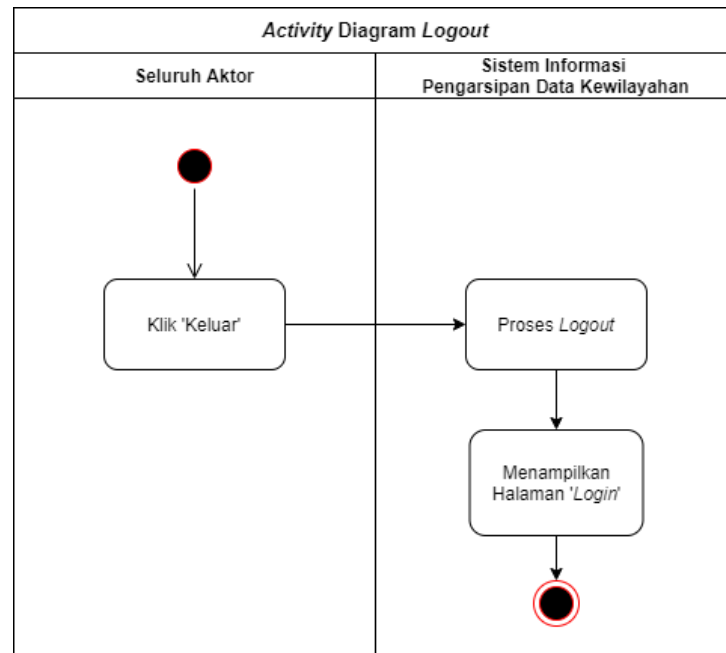 Activity Diagram Logout
Seluruh Aktor
Sistem Informasi
Pengarsipan Data Kewilayahan
Klik 'Keluar'
Proses Logout
Menampilkan
Halaman 'Login'